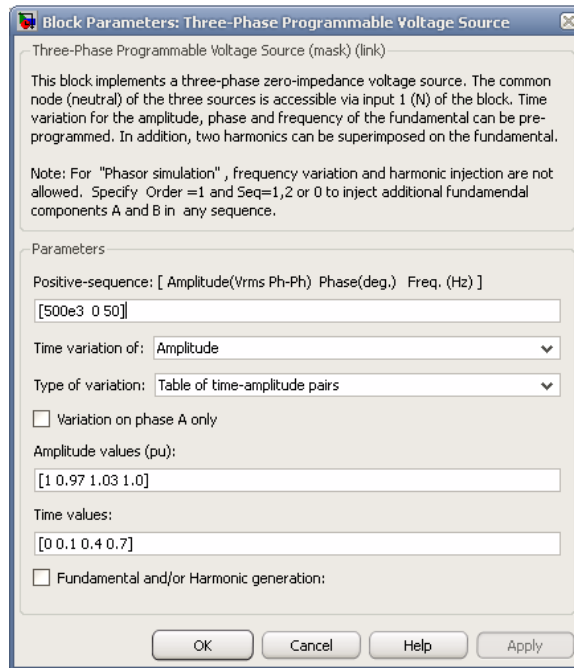 Block Parameters: Three-Phase Programmable Voltage Source
Three-Phase Programmable Voltage Source (mask) (link)
This block implements a three-phase zero-impedance voltage source. The common
node (neutral) of the three sources is accessible via input 1 (N) of the block. Time
variation for the amplitude, phase and frequency of the fundamental can be pre-
programmed. In addition, two harmonics can be superimposed on the fundamental.
Note: For "Phasor simulation" , frequency variation and harmonic injection are not
allowed. Specify Order =1 and Seq=1,2 or 0 to inject additional fundamendal
components A and B in any sequence.
Parameters
Positive-sequence: [ Amplitude(Vrms Ph-Ph) Phase(deg.) Freq. (Hz) ]
[500e3 0 50]
Time variation of: Amplitude
Type of variation: Table of time-amplitude pairs
Variation on phase A only
Amplitude values (pu):
[1 0.97 1.03 1.0]
Time values:
[0 0.1 0.4 0.7]
Fundamental and/or Harmonic generation:
OK Cancel Help Apply